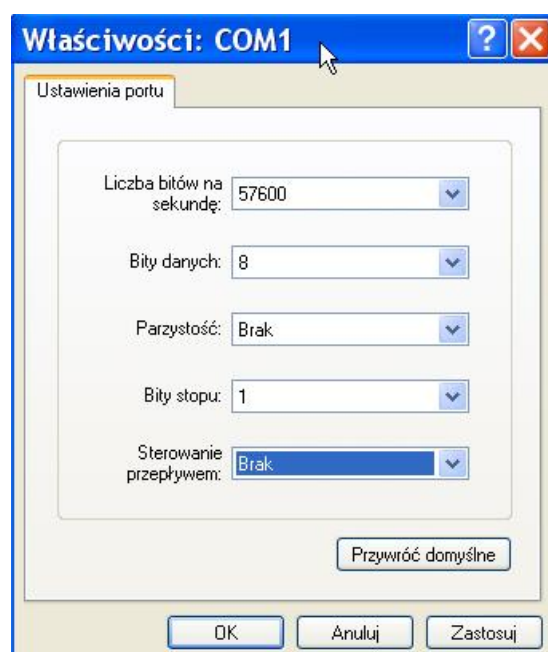 Właściwości: COM1
Ustawienia portu
Liczba bitów na
sekundę:
57600
Bity danych:
8
Parzystość:
Brak
Bity stopu:
1
Sterowanie
przepływem:
Brak
Przywróć domyślne
OK
Anuluj
Zastosuj